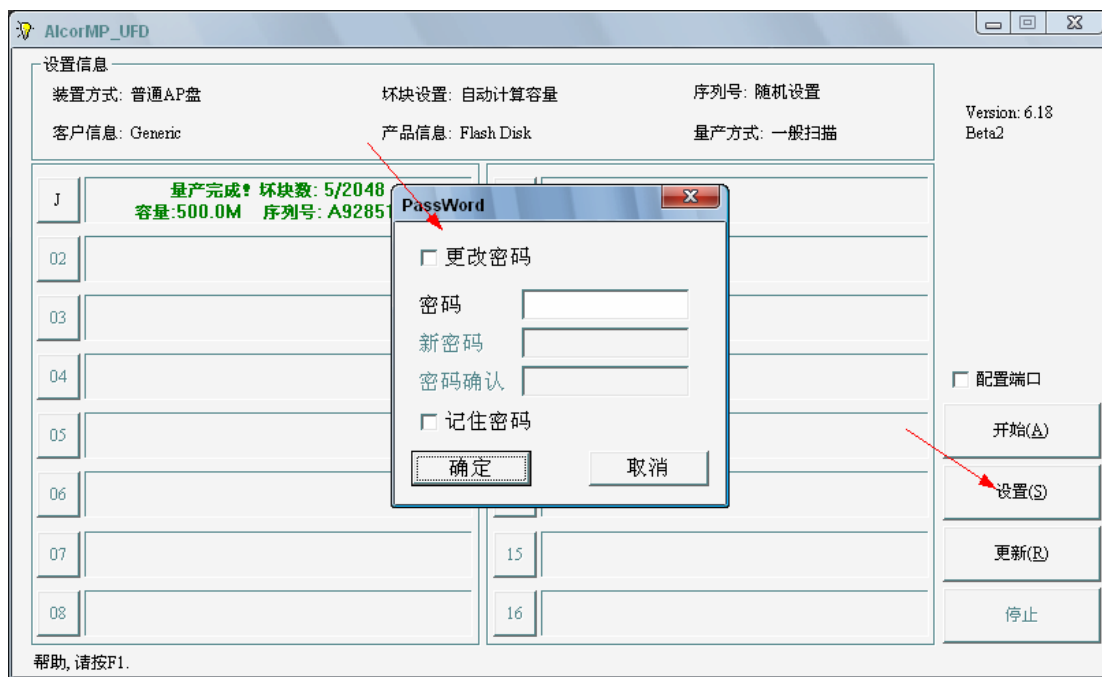 AlcorMP_UFD
设置信息
装置方式: 普通AP盘
坏块设置: 自动计算容量
序列号: 随机设置
客户信息: Generic
产品信息: Flash Disk
量产方式: 一般扫描
Version: 6.18
Beta2
J
量产完成! 坏块数: 5/2048
容量:500.0M 序列号: A92851
02
03
04
05
06
07
08
15
16
PassWord
更改密码
密码
新密码
密码确认
记住密码
确定
取消
配置端口
开始(A)
设置(S)
更新(R)
停止
帮助, 请按F1.